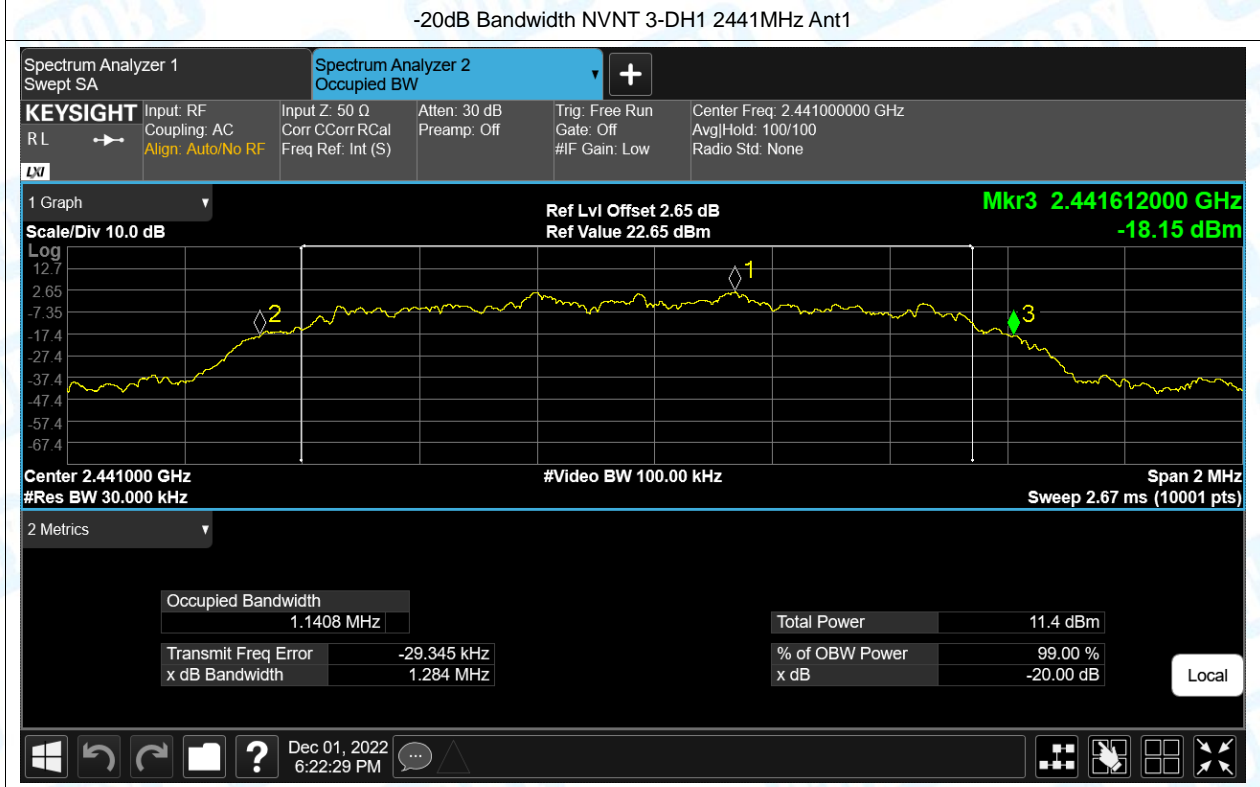 -20dB Bandwidth NVNT 3-DH1 2441MHz Ant1
Spectrum Analyzer 1
Swept SA
Spectrum Analyzer 2
Occupied BW
KEYSIGHT
RL
LXI
Input: RF
Coupling: AC
Align: Auto/No RF
Input Z: 50 Ω
Corr CCorr RCal
Freq Ref: Int (S)
Atten: 30 dB
Preamp: Off
Trig: Free Run
Gate: Off
#IF Gain: Low
Center Freq: 2.441000000 GHz
Avg|Hold: 100/100
Radio Std: None
1 Graph
Scale/Div 10.0 dB
Ref Lvl Offset 2.65 dB
Ref Value 22.65 dBm
Mkr3 2.441612000 GHz
-18.15 dBm
Log
12.7
2.65
-7.35
-17.4
-27.4
-37.4
-47.4
-57.4
-67.4
1
2
3
Center 2.441000 GHz
#Res BW 30.000 kHz
#Video BW 100.00 kHz
Span 2 MHz
Sweep 2.67 ms (10001 pts)
2 Metrics
Occupied Bandwidth
1.1408 MHz
Transmit Freq Error -29.345 kHz
x dB Bandwidth 1.284 MHz
Total Power 11.4 dBm
% of OBW Power 99.00 %
x dB -20.00 dB
Local
?
Dec 01, 2022
6:22:29 PM